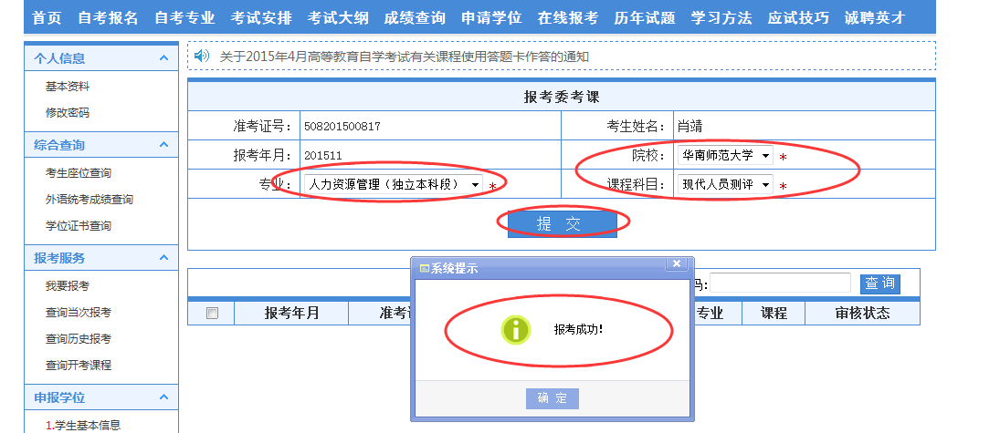 首页 自考报名 自考专业 考试安排 考试大纲 成绩查询 申请学位 在线报考 历年试题 学习方法 应试技巧 诚聘英才
个人信息
基本资料
修改密码
综合查询
考生座位查询
外语统考成绩查询
学位证书查询
报考服务
我要报考
查询当次报考
查询历史报考
查询开考课程
申报学位
1.学生基本信息
关于2015年4月高等教育自学考试有关课程使用答题卡作答的通知
报考委考课
准考证号： 508201500817 考生姓名： 肖靖
报考年月： 201511 院校： 华南师范大学 *
专业： 人力资源管理（独立本科段） * 课程科目： 现代人员测评 *
提 交
码: 查 询
报考年月 准考 专业 课程 审核状态
系统提示
报考成功!
确 定